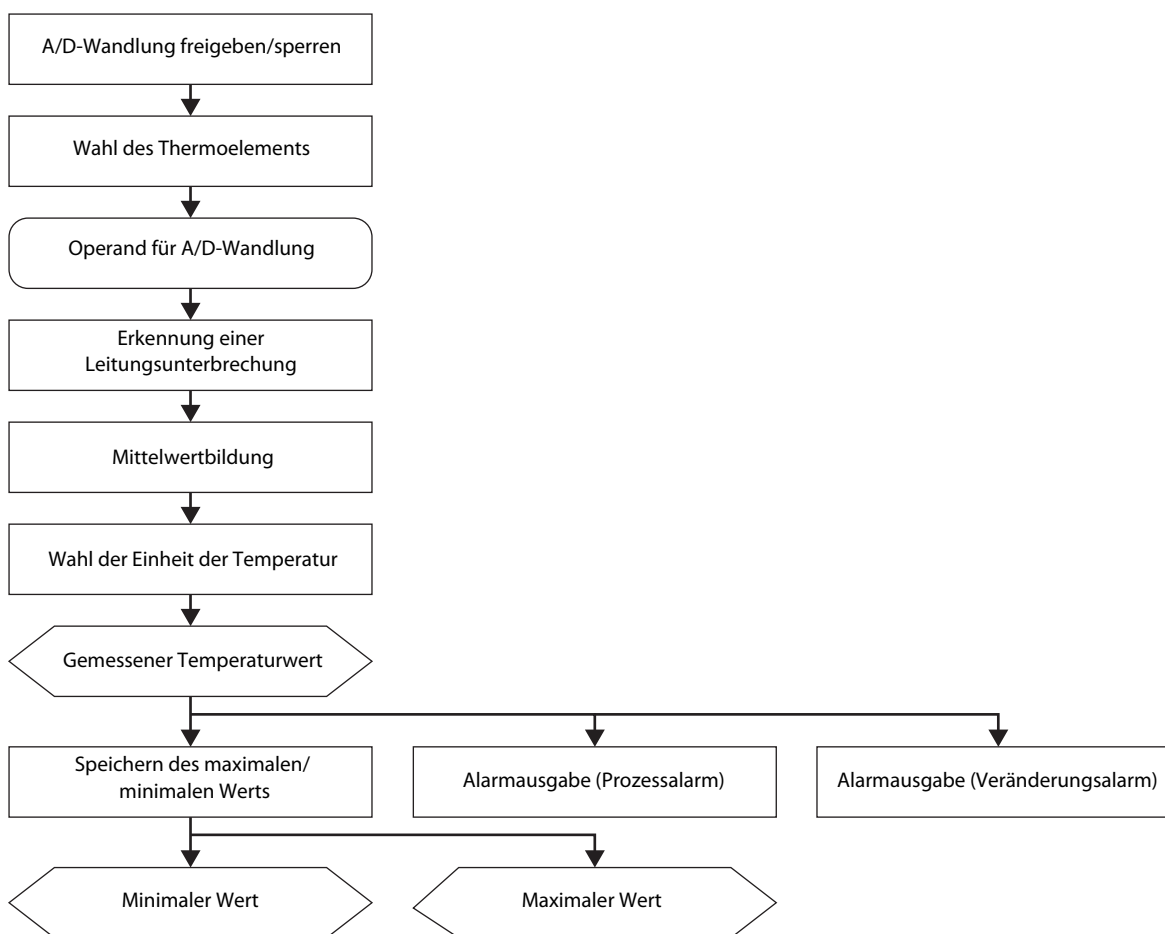 A/D-Wandlung freigeben/sperren
Wahl des Thermoelements
Operand für A/D-Wandlung
Erkennung einer
Leitungsunterbrechung
Mittelwertbildung
Wahl der Einheit der Temperatur
Gemessener Temperaturwert
Speichern des maximalen/
minimalen Werts
Alarmausgabe (Prozessalarm)
Alarmausgabe (Veränderungsalarm)
Minimaler Wert
Maximaler Wert